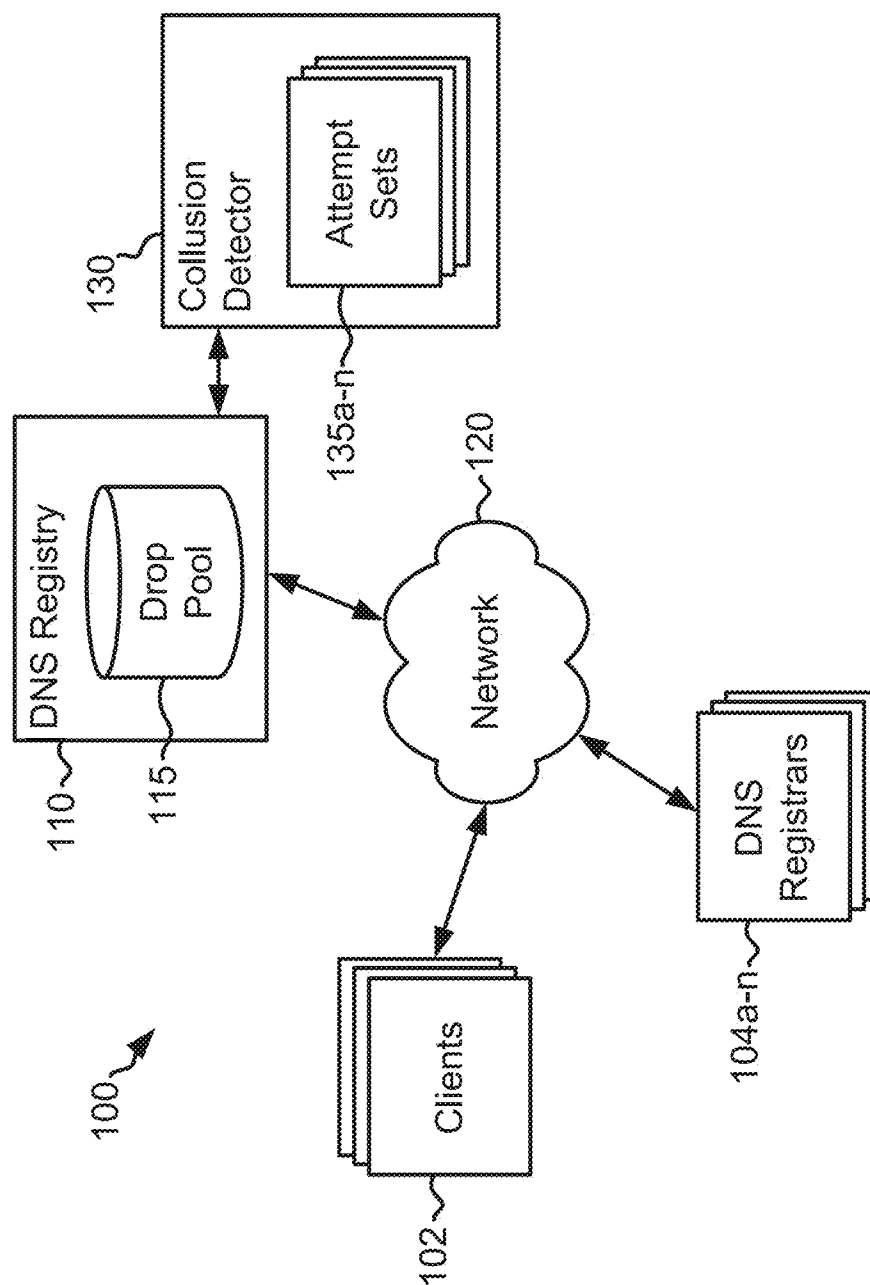 100
102
Clients
104a-n
DNS
Registrars
Network
120
110
DNS Registry
115
Drop
Pool
130
Collusion
Detector
135a-n
Attempt
Sets